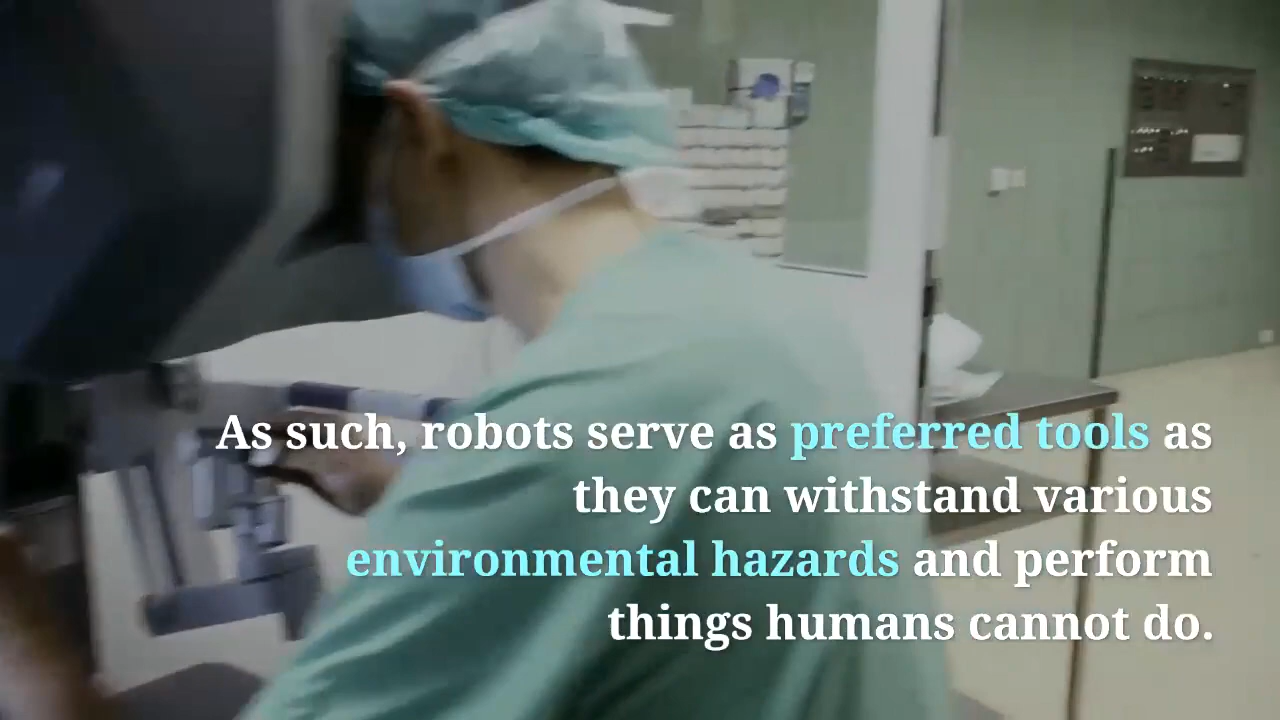 As such, robots serve as preferred tools as
they can withstand various
environmental hazards and perform
things humans cannot do.